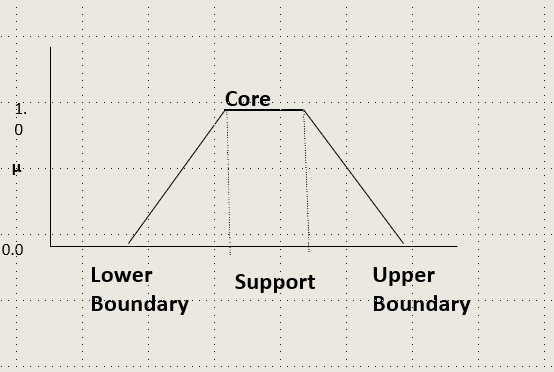 Core
1.
0
μ
0.0
Lower
Boundary
Support
Upper
Boundary